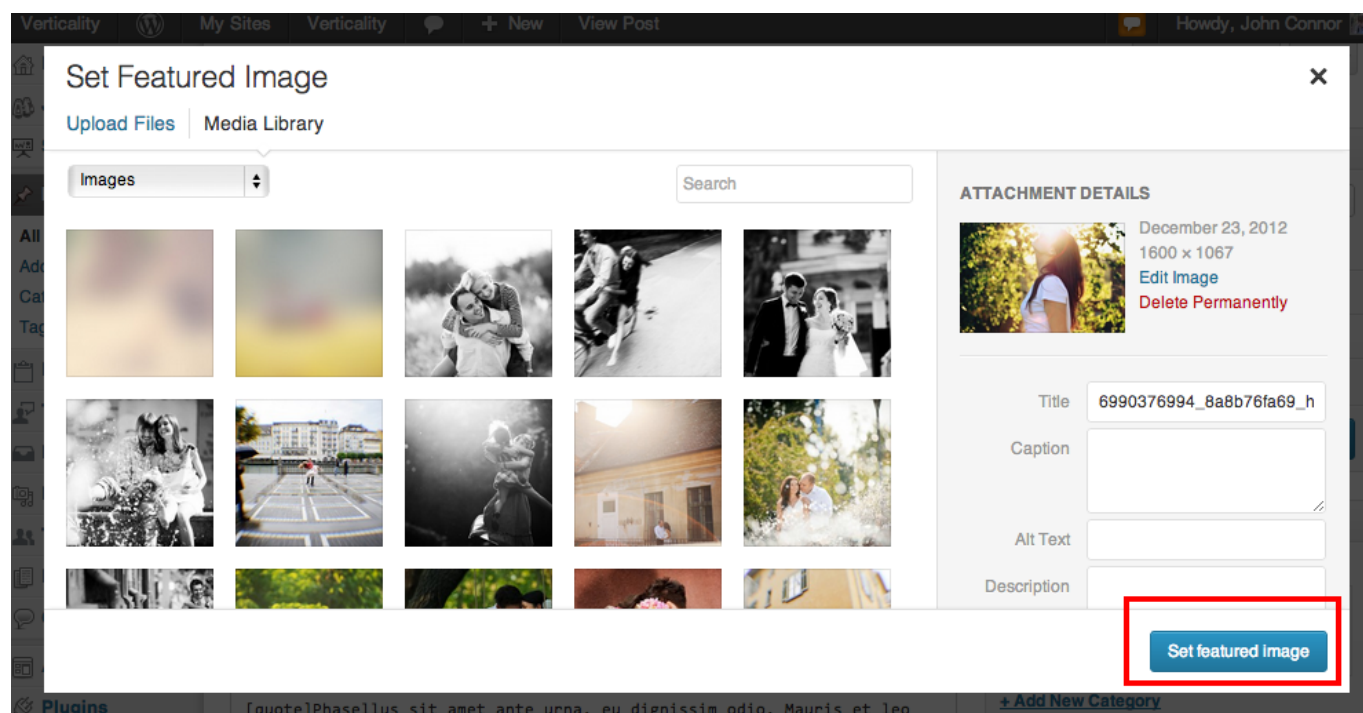 Verticality My Sites Verticality + New View Post Howdy, John Connor
Set Featured Image ×
Upload Files Media Library
Images
Search
ATTACHMENT DETAILS
December 23, 2012
1600 × 1067
Edit Image
Delete Permanently
All
Title 6990376994_8a8b76fa69_h
Caption
Alt Text
Description
Set featured image
Plugins
[quote]Phasellus sit amet ante urna, eu dignissim odio. Mauris et leo
+ Add New Category